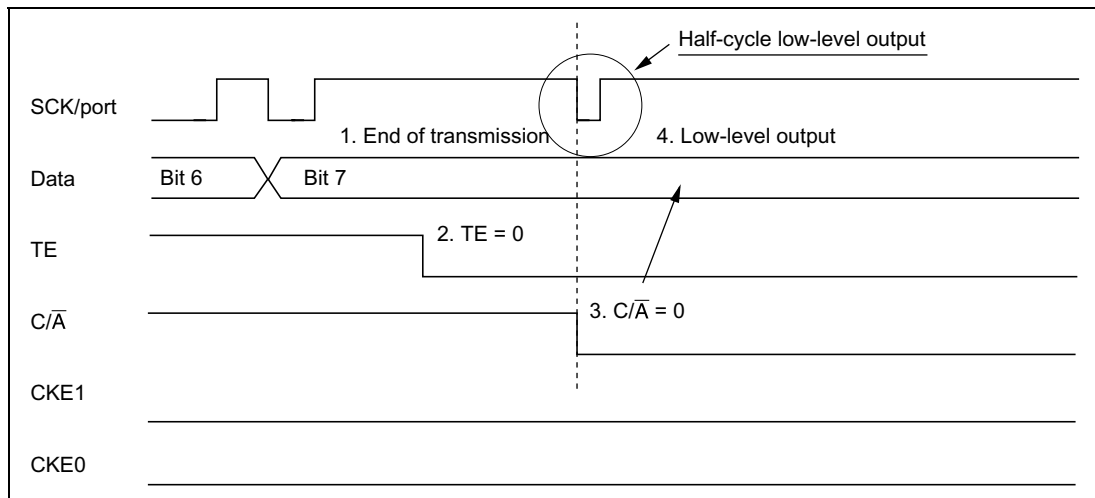 Half-cycle low-level output
SCK/port
1. End of transmission
4. Low-level output
Data
Bit 6
Bit 7
TE
2. TE = 0
C/A̅
3. C/A̅ = 0
CKE1
CKE0